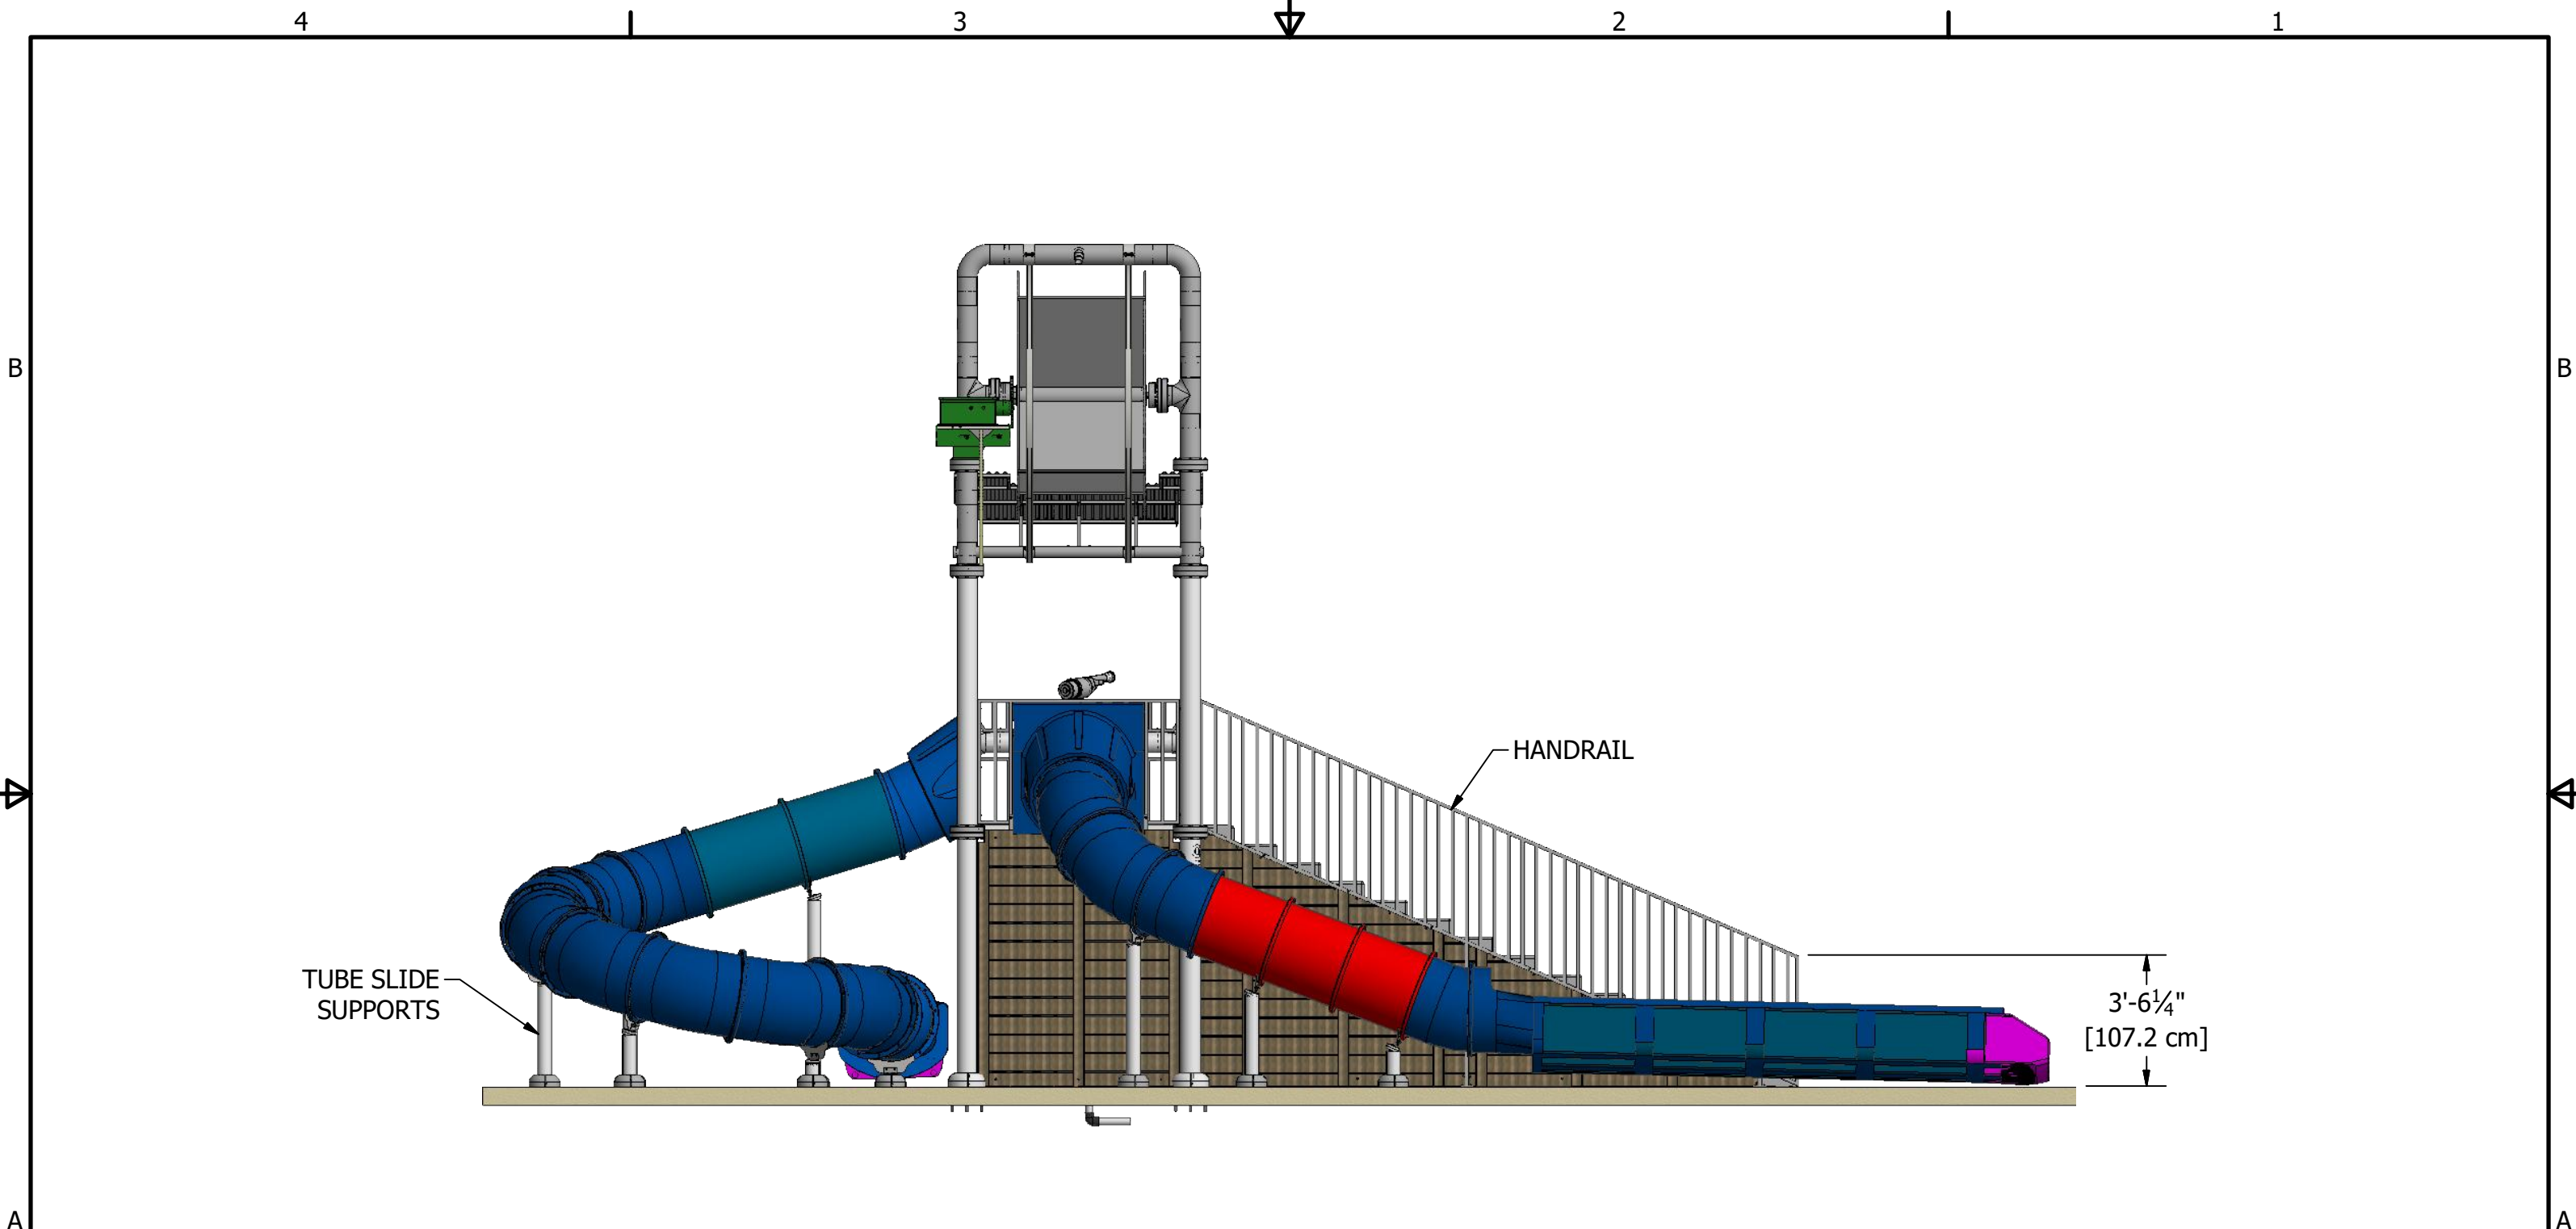 4 3 2 1
B B
HANDRAIL
TUBE SLIDE
SUPPORTS
3'-6¼"
[107.2 cm]
A A